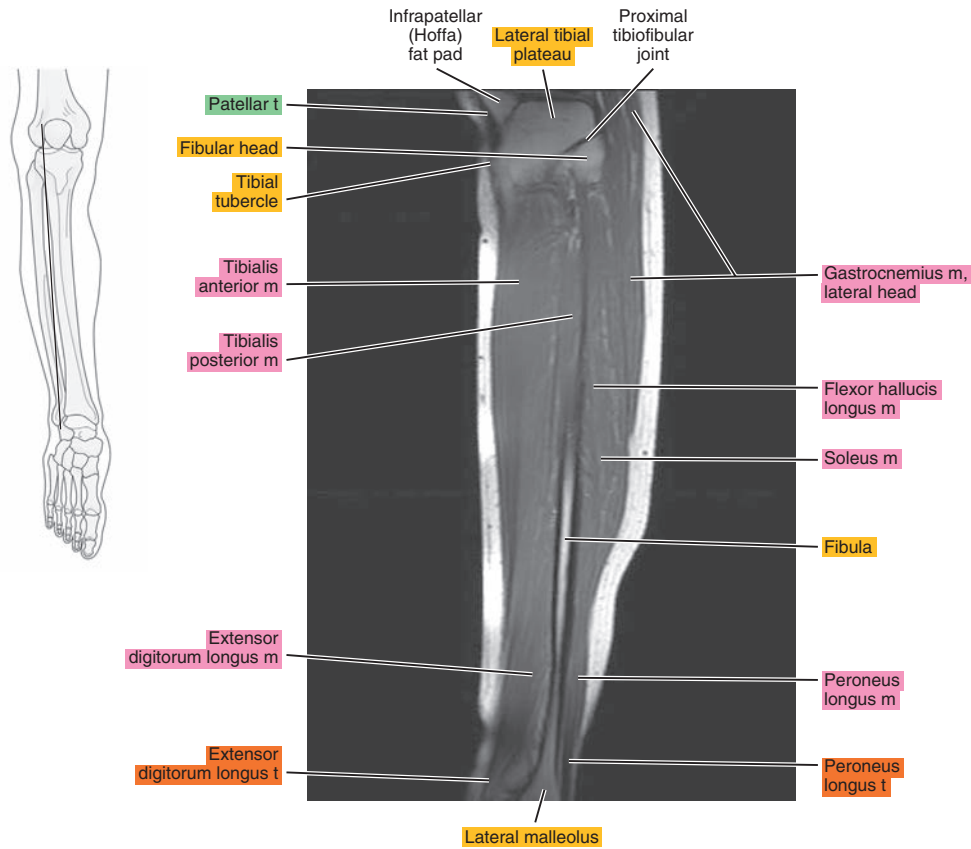 Infrapatellar
(Hoffa)
fat pad
Lateral tibial
plateau
Proximal
tibiofibular
joint
Patellar t
Fibular head
Tibial
tubercle
Tibialis
anterior m
Tibialis
posterior m
Extensor
digitorum longus m
Extensor
digitorum longus t
Gastrocnemius m,
lateral head
Flexor hallucis
longus m
Soleus m
Fibula
Peroneus
longus m
Peroneus
longus t
Lateral malleolus